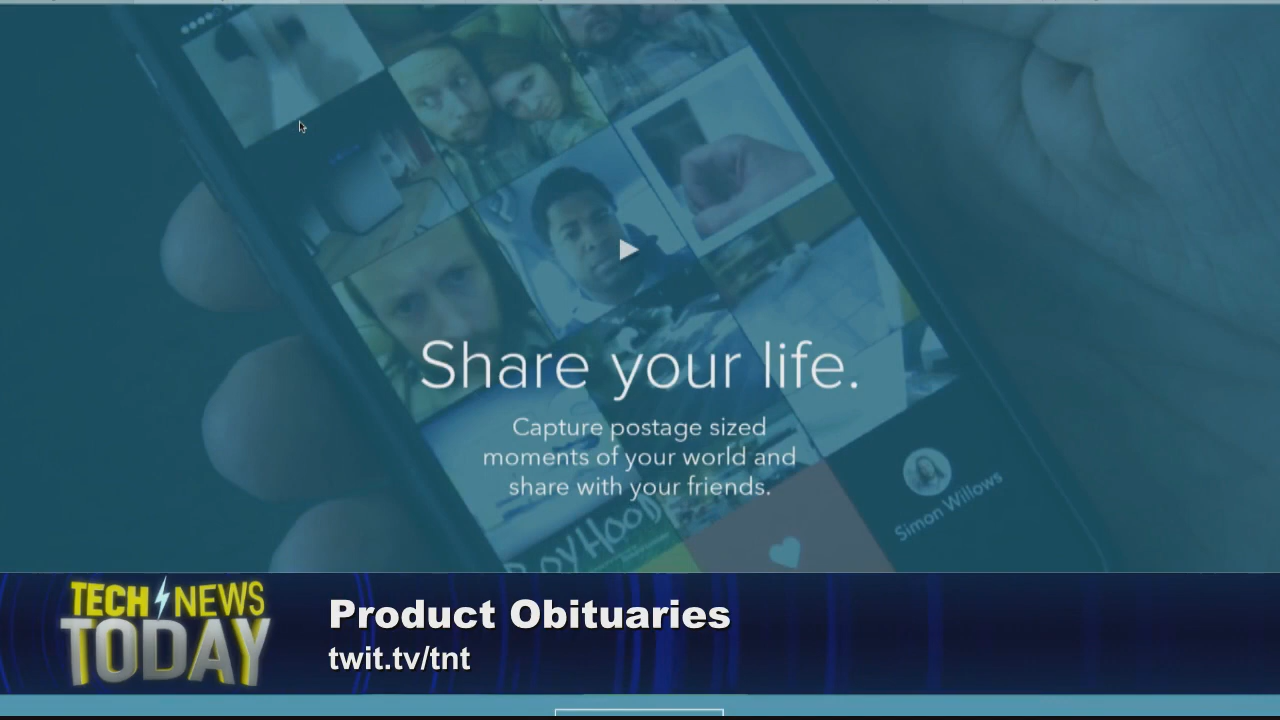 Share your life.
Capture postage sized
moments of your world and
share with your friends.
BOYHOOD
Simon Willows
TECH NEWS
TODAY
Product Obituaries
twit.tv/tnt